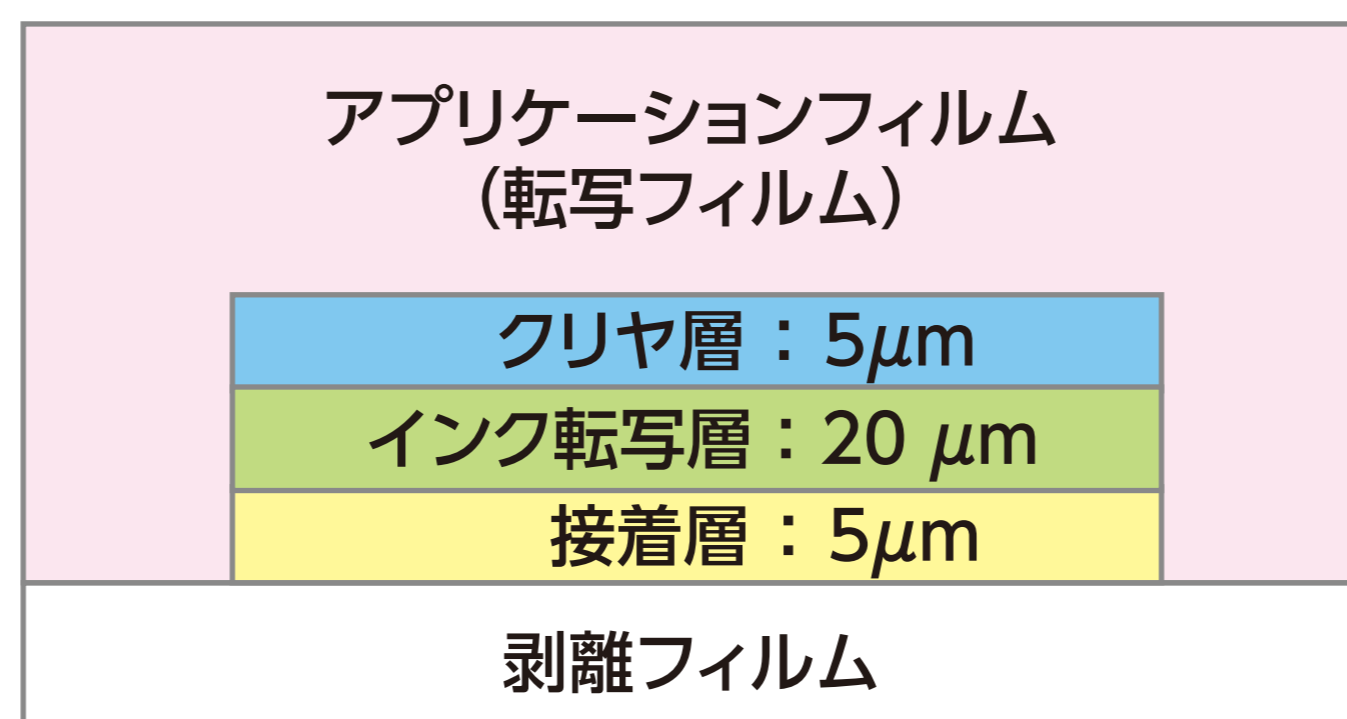 アプリケーションフィルム
（転写フィルム）
クリヤ層：5μm
インク転写層：20 μm
接着層：5μm
剥離フィルム